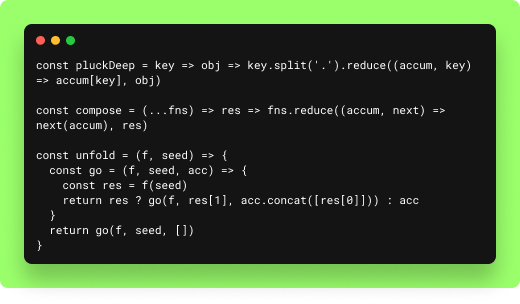 const pluckDeep = key => obj => key.split('.').reduce((accum, key)
=> accum[key], obj)

const compose = (...fns) => res => fns.reduce((accum, next) =>
next(accum), res)

const unfold = (f, seed) => {
  const go = (f, seed, acc) => {
    const res = f(seed)
    return res ? go(f, res[1], acc.concat([res[0]])) : acc
  }
  return go(f, seed, [])
}